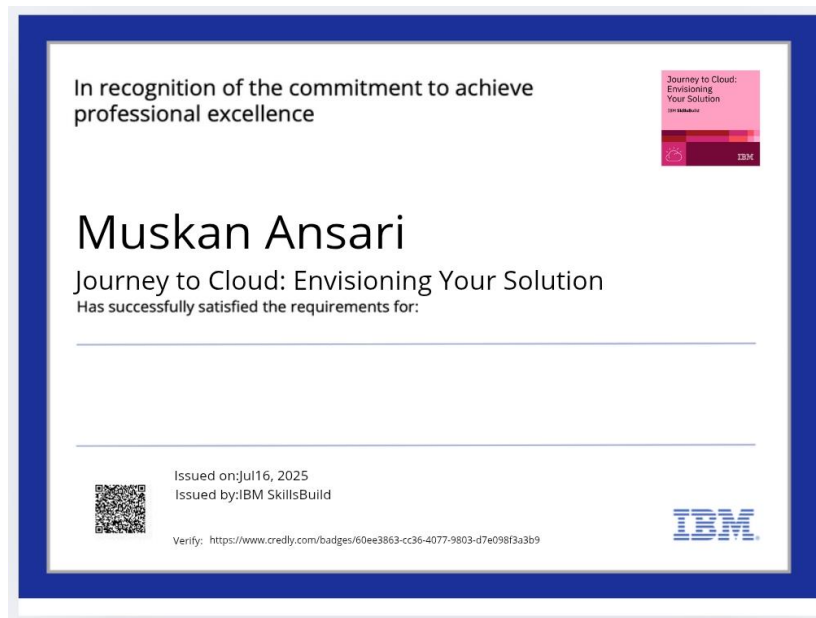 In recognition of the commitment to achieve
professional excellence
Journey to Cloud:
Envisioning
Your Solution
IBM SkillsBuild
IBM
Muskan Ansari
Journey to Cloud: Envisioning Your Solution
Has successfully satisfied the requirements for:
Issued on:Jul16, 2025
Issued by:IBM SkillsBuild
Verify: https://www.credly.com/badges/60ee3863-cc36-4077-9803-d7e098f3a3b9
IBM.